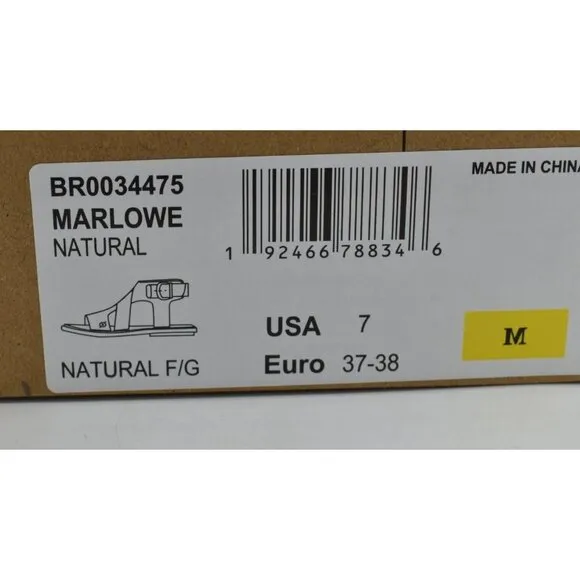 BR0034475
MARLOWE
NATURAL
1 92466 78834 6
MADE IN CHINA
NATURAL F/G
USA 7
Euro 37-38
M